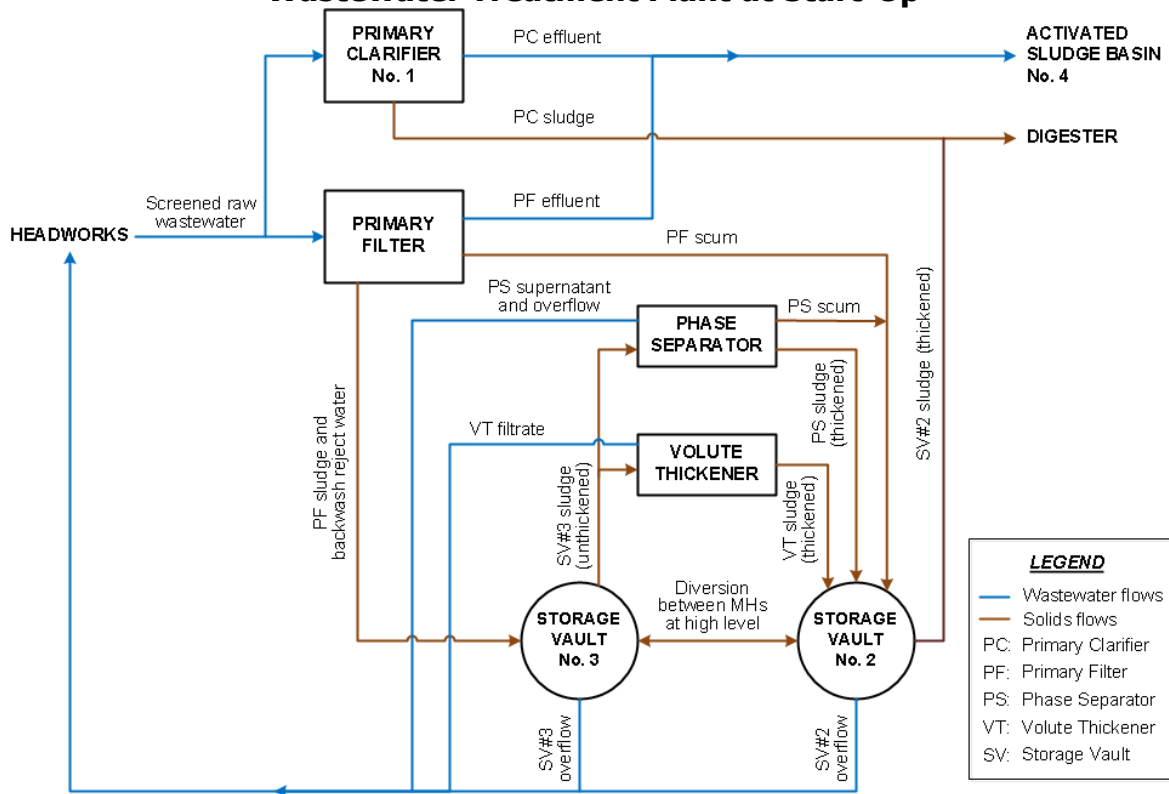 Wastewater Treatment Plant at Start-Up
PRIMARY
CLARIFIER
No. 1
PC effluent
ACTIVATED
SLUDGE BASIN
No. 4
PC sludge
DIGESTER
Screened raw
wastewater
HEADWORKS
PRIMARY
FILTER
PF effluent
PF scum
PS supernatant
and overflow
PHASE
SEPARATOR
PS scum
PS sludge
(thickened)
SV#2 sludge (thickened)
PF sludge and
backwash reject water
VT filtrate
VOLUTE
THICKENER
SV#3 sludge
(unthickened)
VT sludge
(thickened)
STORAGE
VAULT
No. 3
Diversion
between MHs
at high level
STORAGE
VAULT
No. 2
SV#3
overflow
SV#2
overflow
LEGEND
Wastewater flows
Solids flows
PC: Primary Clarifier
PF: Primary Filter
PS: Phase Separator
VT: Volute Thickener
SV: Storage Vault